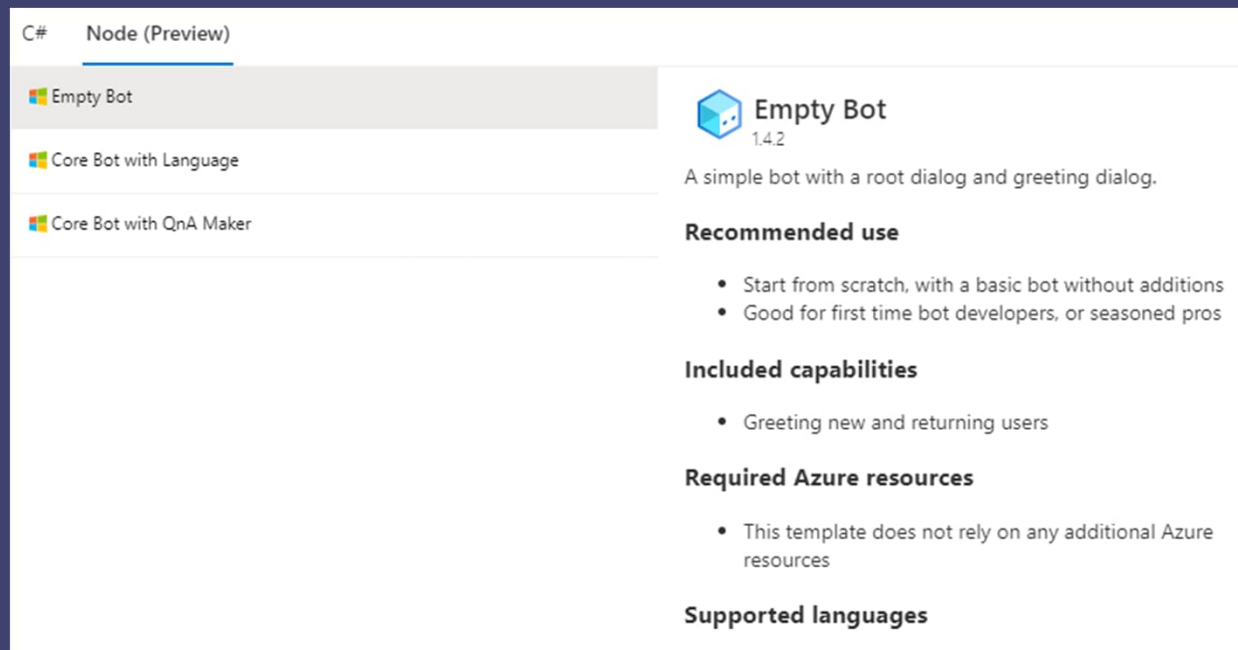 C#
Node (Preview)
Empty Bot
Core Bot with Language
Core Bot with QnA Maker
Empty Bot
1.4.2
A simple bot with a root dialog and greeting dialog.
Recommended use
• Start from scratch, with a basic bot without additions
• Good for first time bot developers, or seasoned pros
Included capabilities
• Greeting new and returning users
Required Azure resources
• This template does not rely on any additional Azure
resources
Supported languages